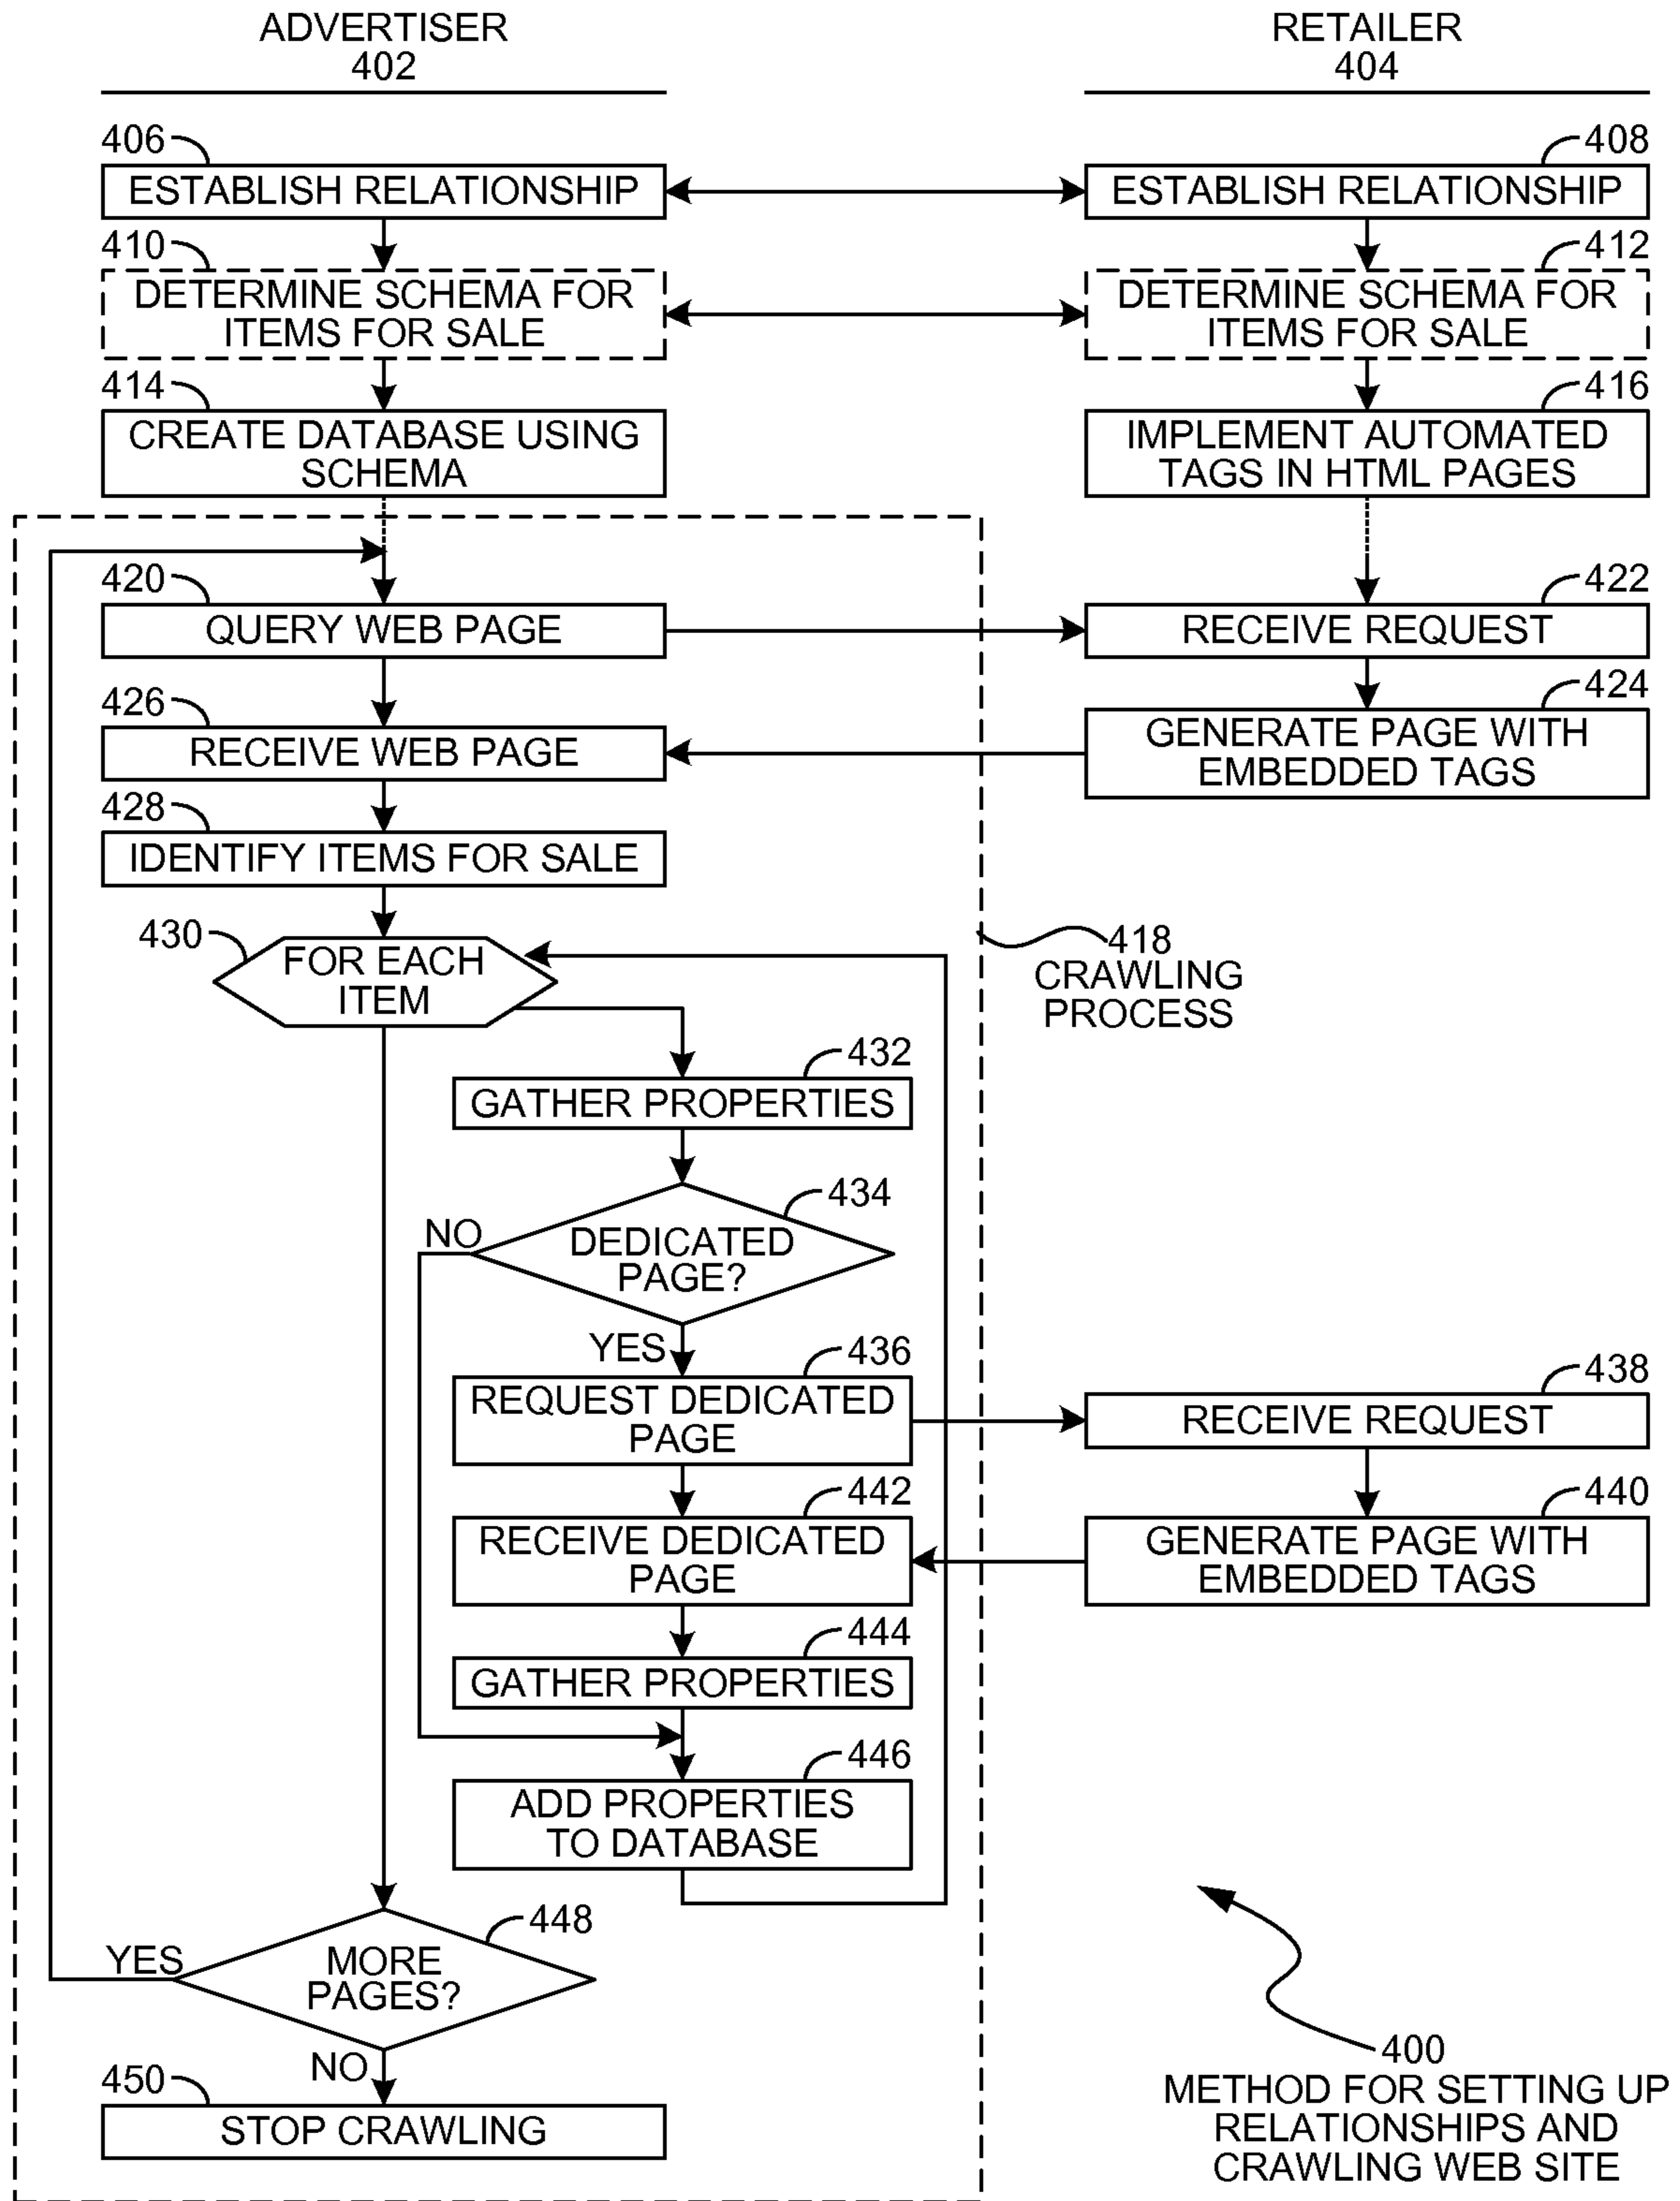 ADVERTISER
402
RETAILER
404
406
ESTABLISH RELATIONSHIP
408
ESTABLISH RELATIONSHIP
410
DETERMINE SCHEMA FOR
ITEMS FOR SALE
412
DETERMINE SCHEMA FOR
ITEMS FOR SALE
414
CREATE DATABASE USING
SCHEMA
416
IMPLEMENT AUTOMATED
TAGS IN HTML PAGES
420
QUERY WEB PAGE
422
RECEIVE REQUEST
426
RECEIVE WEB PAGE
424
GENERATE PAGE WITH
EMBEDDED TAGS
428
IDENTIFY ITEMS FOR SALE
430
FOR EACH
ITEM
418
CRAWLING
PROCESS
432
GATHER PROPERTIES
434
DEDICATED
PAGE?
NO
YES
436
REQUEST DEDICATED
PAGE
438
RECEIVE REQUEST
442
RECEIVE DEDICATED
PAGE
440
GENERATE PAGE WITH
EMBEDDED TAGS
444
GATHER PROPERTIES
446
ADD PROPERTIES
TO DATABASE
448
MORE
PAGES?
YES
NO
450
STOP CRAWLING
400
METHOD FOR SETTING UP
RELATIONSHIPS AND
CRAWLING WEB SITE